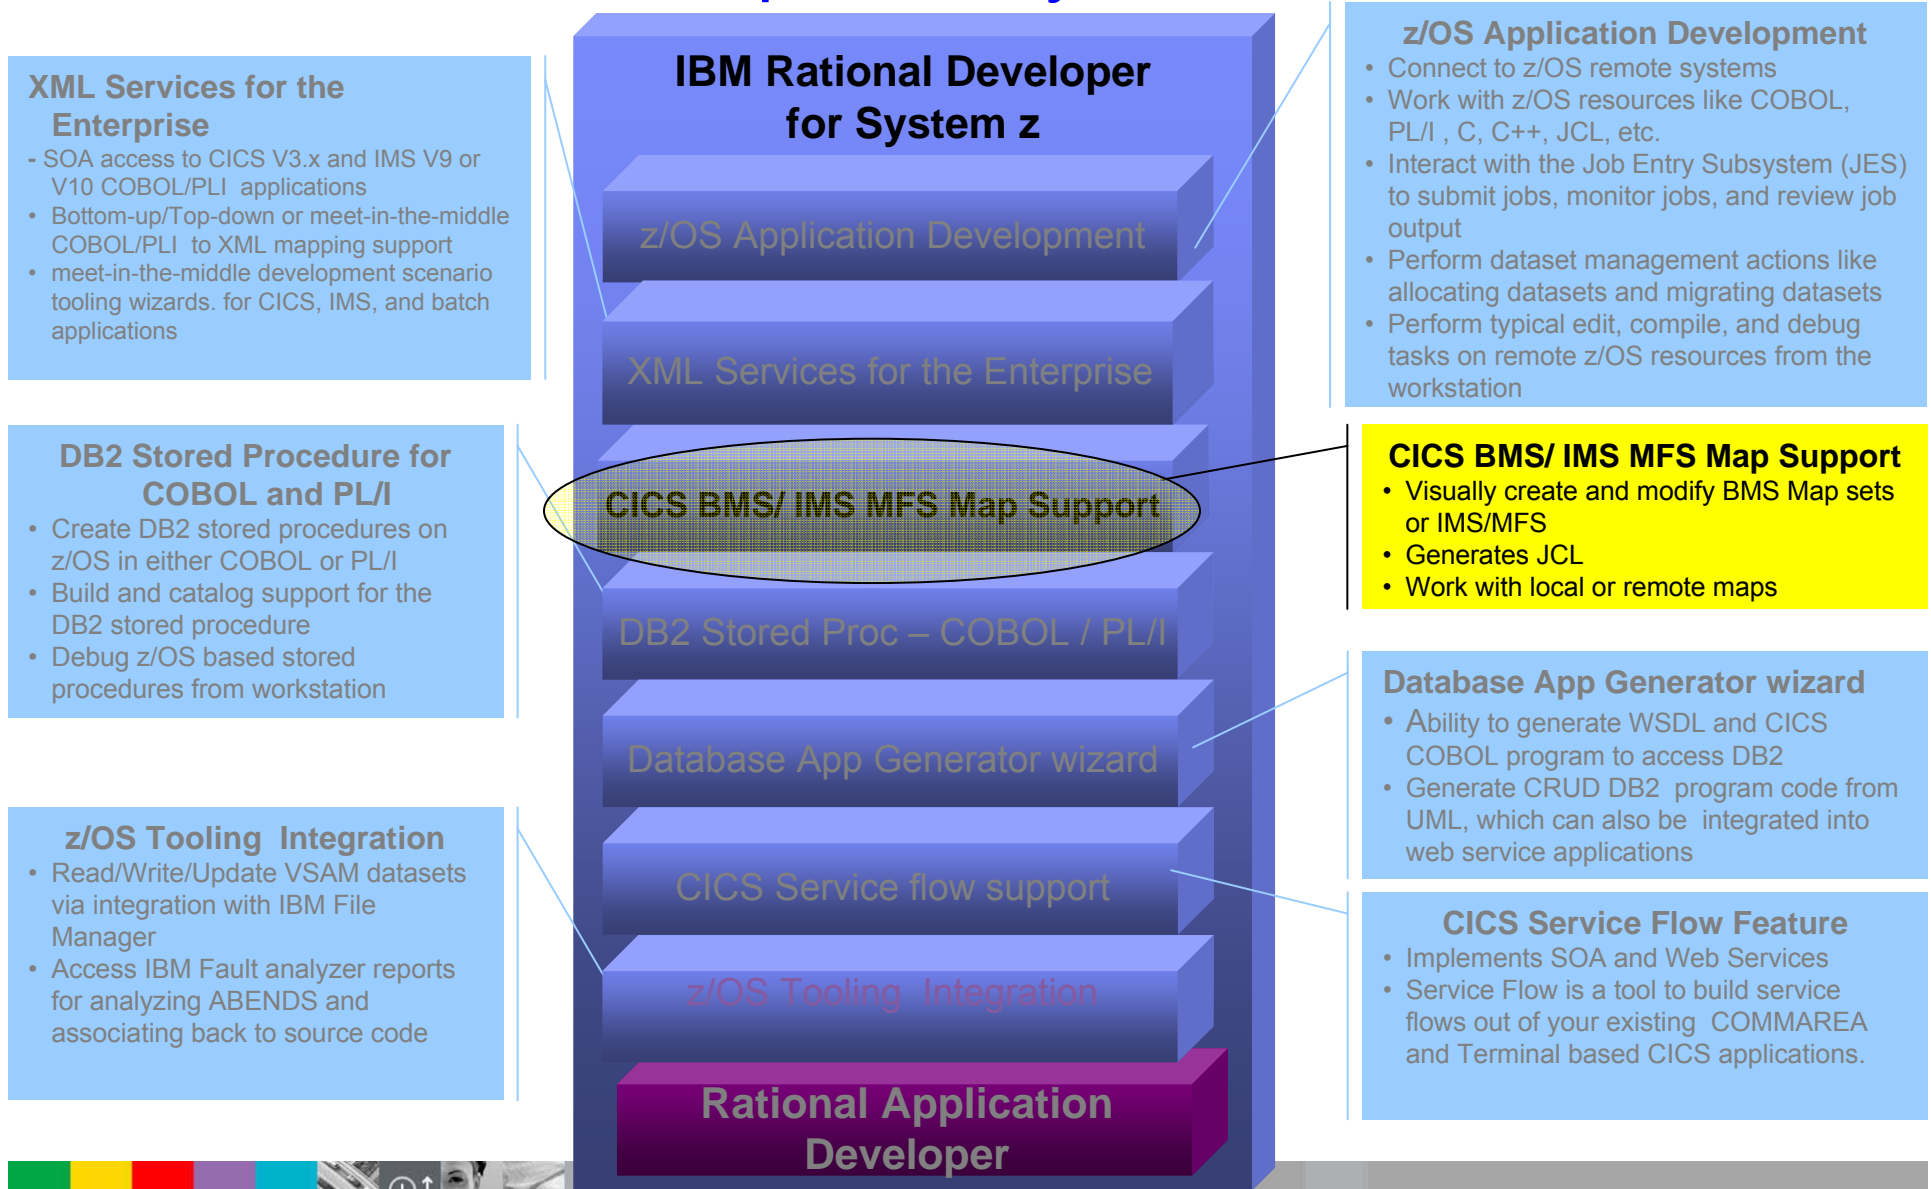 IBM Rational Developer
for System z
z/OS Application Development
XML Services for the Enterprise
CICS BMS/ IMS MFS Map Support
DB2 Stored Proc – COBOL / PL/I
Database App Generator wizard
CICS Service flow support
z/OS Tooling Integration
Rational Application
Developer
XML Services for the
Enterprise
- SOA access to CICS V3.x and IMS V9 or
V10 COBOL/PLI applications
• Bottom-up/Top-down or meet-in-the-middle
COBOL/PLI to XML mapping support
• meet-in-the-middle development scenario
tooling wizards. for CICS, IMS, and batch
applications
DB2 Stored Procedure for
COBOL and PL/I
• Create DB2 stored procedures on
z/OS in either COBOL or PL/I
• Build and catalog support for the
DB2 stored procedure
• Debug z/OS based stored
procedures from workstation
z/OS Tooling Integration
• Read/Write/Update VSAM datasets
via integration with IBM File
Manager
• Access IBM Fault analyzer reports
for analyzing ABENDS and
associating back to source code
z/OS Application Development
• Connect to z/OS remote systems
• Work with z/OS resources like COBOL,
PL/I , C, C++, JCL, etc.
• Interact with the Job Entry Subsystem (JES)
to submit jobs, monitor jobs, and review job
output
• Perform dataset management actions like
allocating datasets and migrating datasets
• Perform typical edit, compile, and debug
tasks on remote z/OS resources from the
workstation
CICS BMS/ IMS MFS Map Support
• Visually create and modify BMS Map sets
or IMS/MFS
• Generates JCL
• Work with local or remote maps
Database App Generator wizard
• Ability to generate WSDL and CICS
COBOL program to access DB2
• Generate CRUD DB2 program code from
UML, which can also be integrated into
web service applications
CICS Service Flow Feature
• Implements SOA and Web Services
• Service Flow is a tool to build service
flows out of your existing COMMAREA
and Terminal based CICS applications.